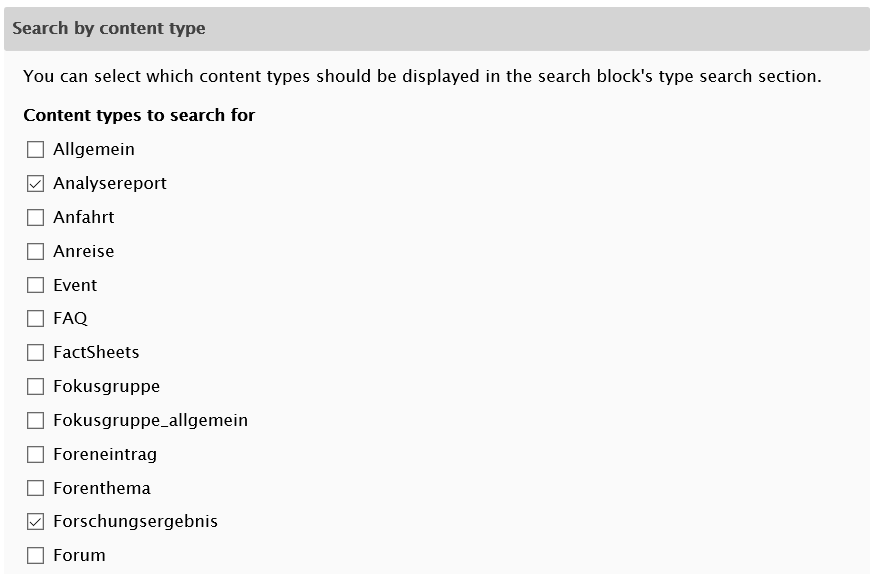 Search by content type
You can select which content types should be displayed in the search block's type search section.
Content types to search for
Allgemein
Analysereport
Anfahrt
Anreise
Event
FAQ
FactSheets
Fokusgruppe
Fokusgruppe_allgemein
Foreneintrag
Forenthema
Forschungsergebnis
Forum